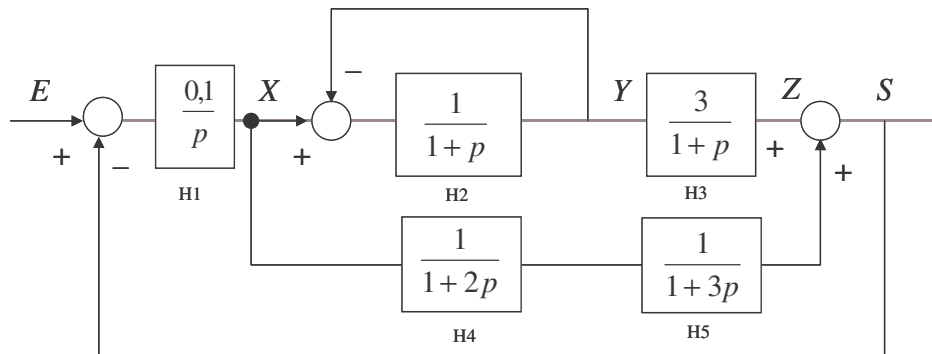 E
+
−
0,1
p
H1
X
+
−
1
1 + p
H2
Y
3
1 + p
H3
Z
+
+
S
1
1 + 2p
H4
1
1 + 3p
H5